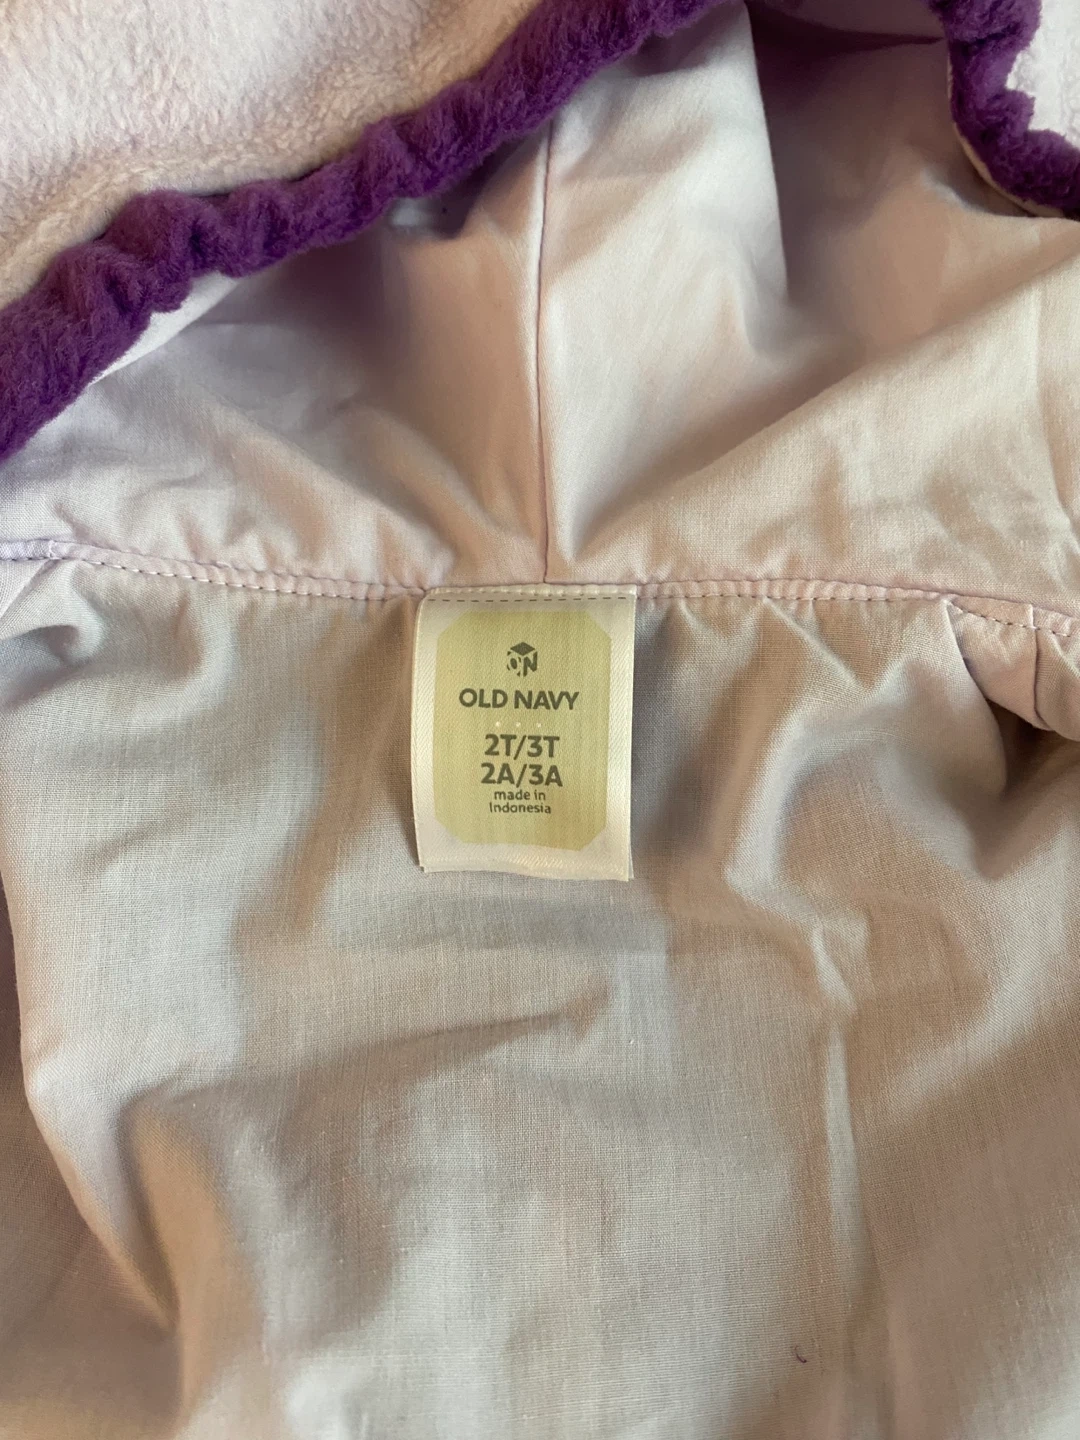 ON
OLD NAVY
2T/3T
2A/3A
made in
Indonesia